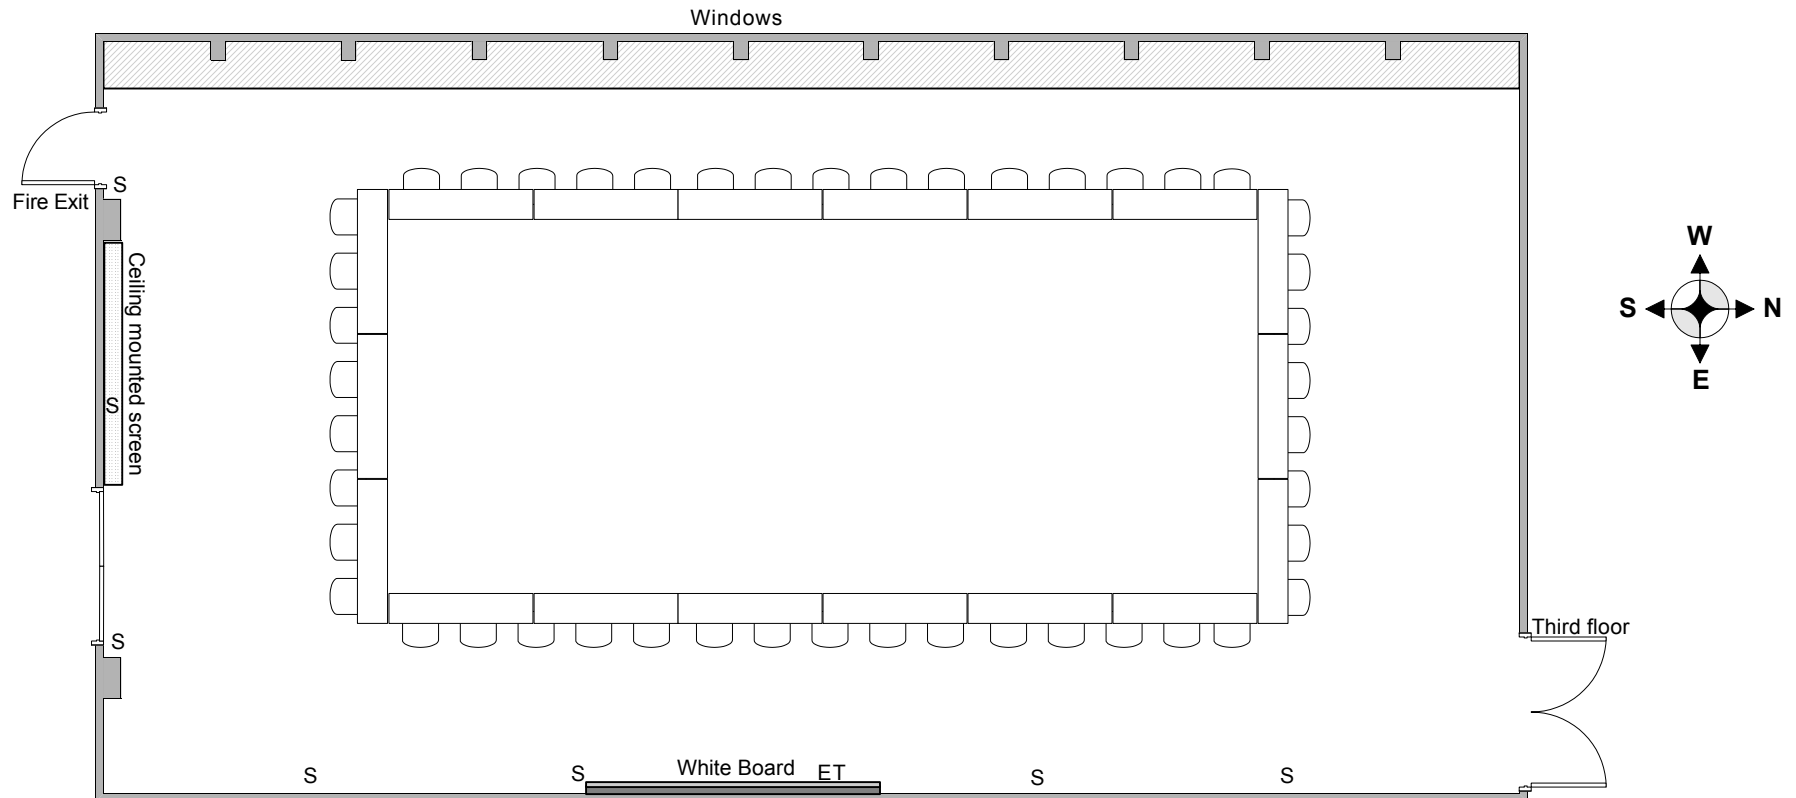 Windows
S
Fire Exit
Ceiling mounted screen
S
W
S
N
E
S
Third floor
S
S
White Board
ET
S
S